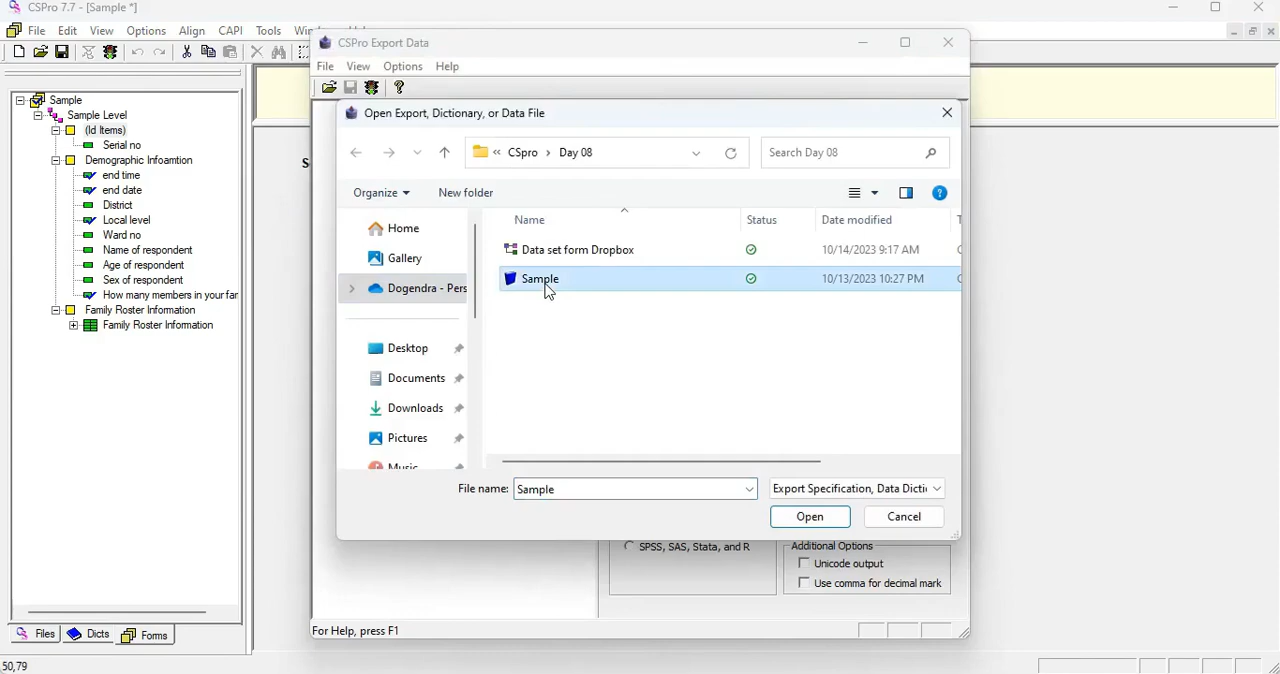 CSPro 7.7 - [Sample *]
File Edit View Options Align CAPI Tools
Sample
Sample Level
(Id Items)
Serial no
Demographic Infoamtion
end time
end date
District
Local level
Ward no
Name of respondent
Age of respondent
Sex of respondent
How many members in your far
Family Roster Information
Family Roster Information
Files Dicts Forms
50,79
CSPro Export Data
File View Options Help
Open Export, Dictionary, or Data File
« CSpro › Day 08
Search Day 08
Organize
New folder
Name Status Date modified
Home
Gallery
Dogendra - Pers
Desktop
Documents
Downloads
Pictures
Music
Data set form Dropbox 10/14/2023 9:17 AM
Sample 10/13/2023 10:27 PM
File name: Sample
Export Specification, Data Dicti
Open Cancel
SPSS, SAS, Stata, and R
Additional Options
Unicode output
Use comma for decimal mark
For Help, press F1